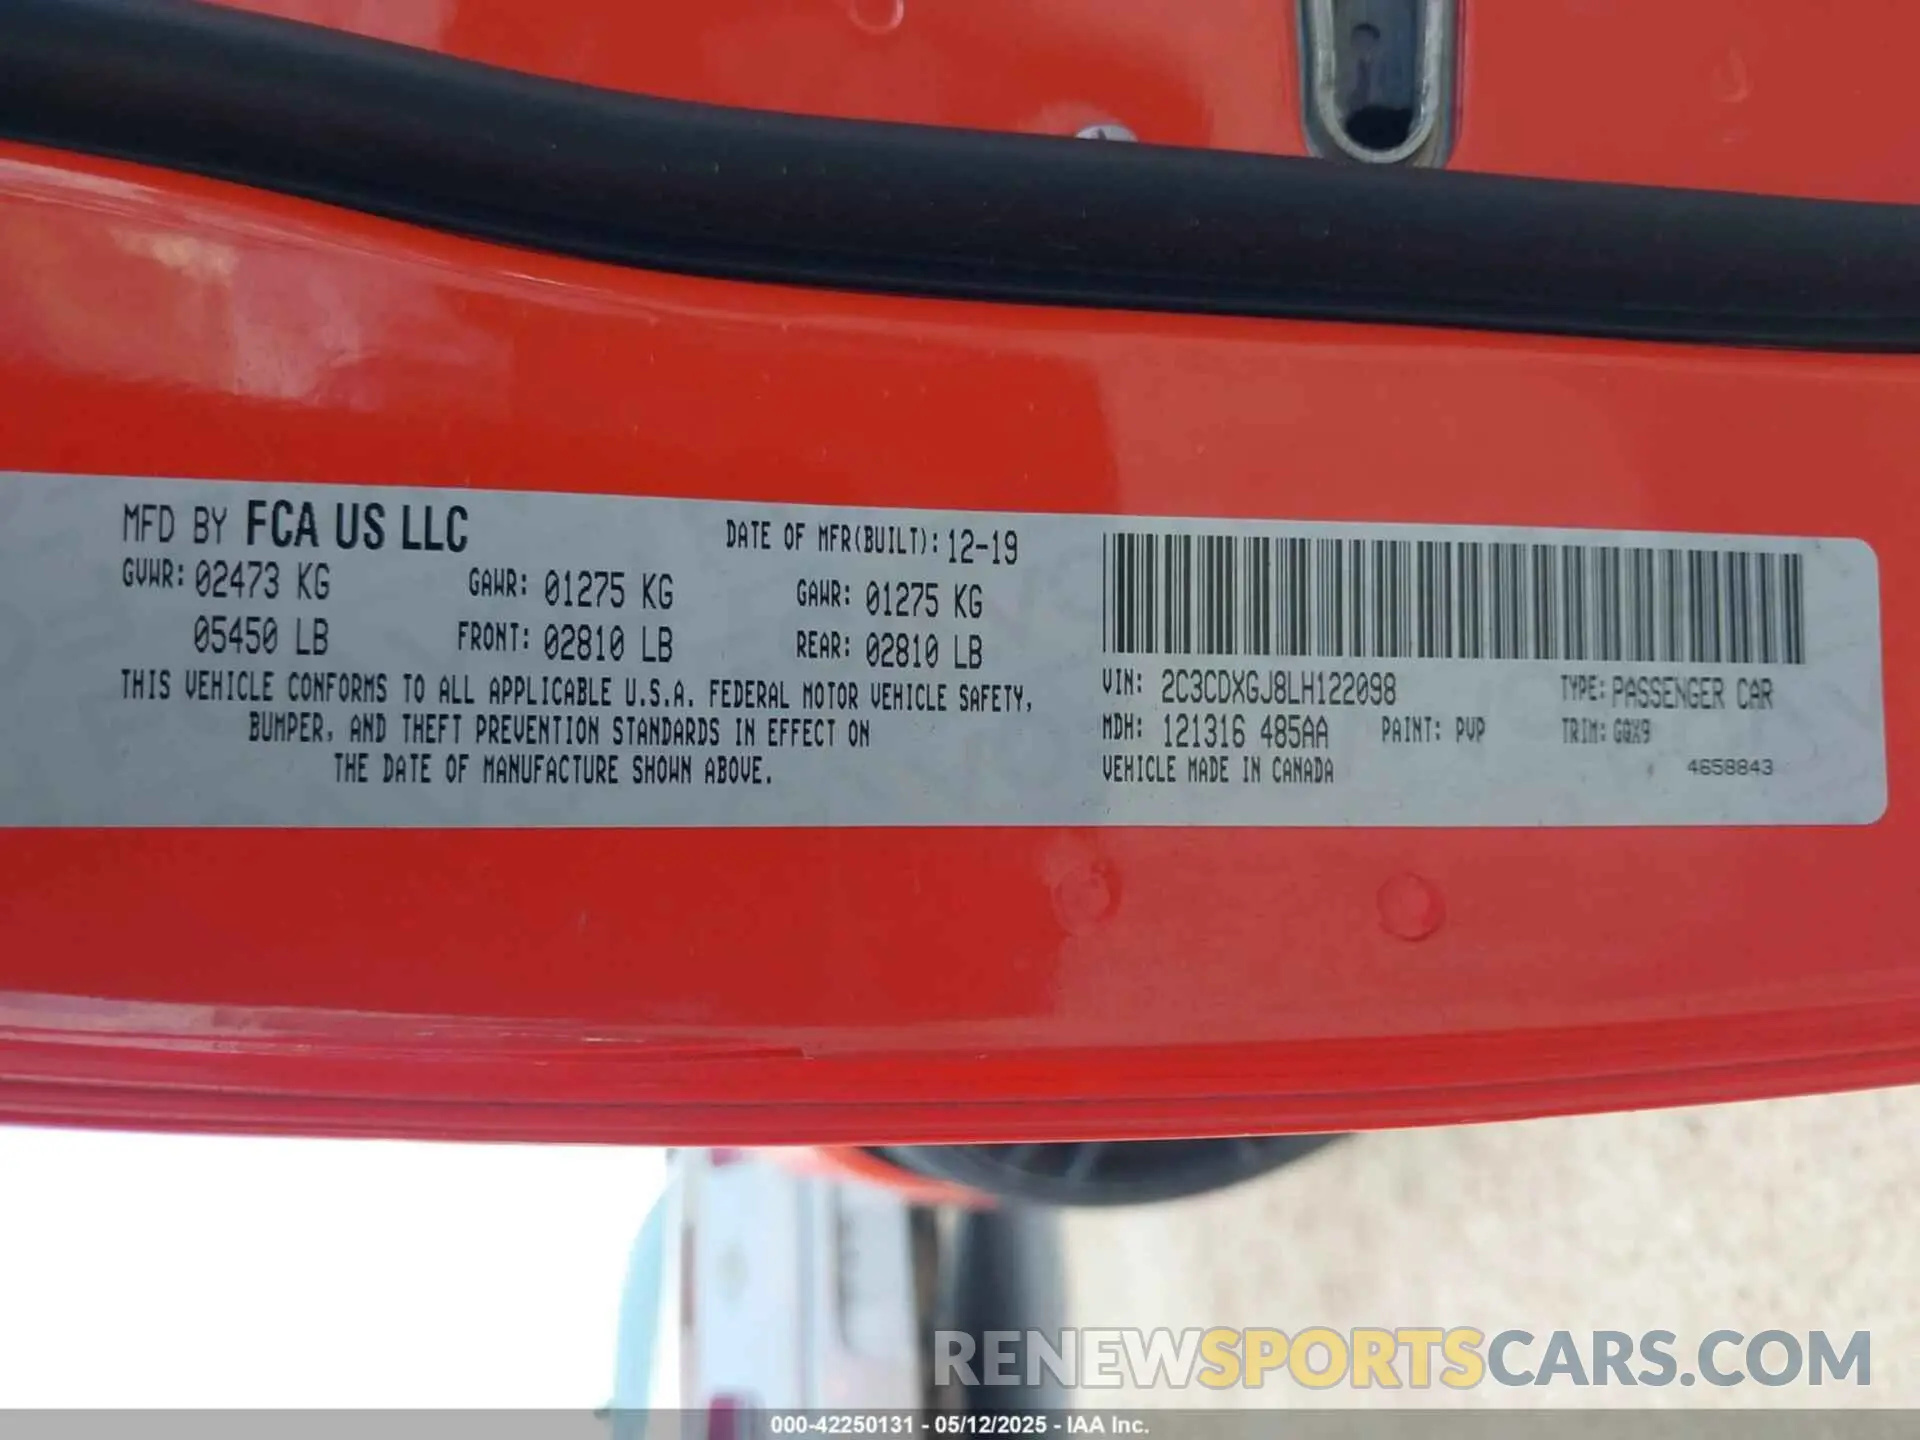 MFD BY FCA US LLC
DATE OF MFR(BUILT): 12-19
GVWR: 02473 KG
GAWR: 01275 KG
GAWR: 01275 KG
05450 LB
FRONT: 02810 LB
REAR: 02810 LB
THIS VEHICLE CONFORMS TO ALL APPLICABLE U.S.A. FEDERAL MOTOR VEHICLE SAFETY,
BUMPER, AND THEFT PREVENTION STANDARDS IN EFFECT ON
THE DATE OF MANUFACTURE SHOWN ABOVE.
VIN: 2C3CDXGJ8LH122098
TYPE: PASSENGER CAR
MDH: 121316 485AA
PAINT: PVP
TRIM: GQX9
VEHICLE MADE IN CANADA
4658843
RENEWSPORTSCARS.COM
000-42250131 - 05/12/2025 - IAA Inc.